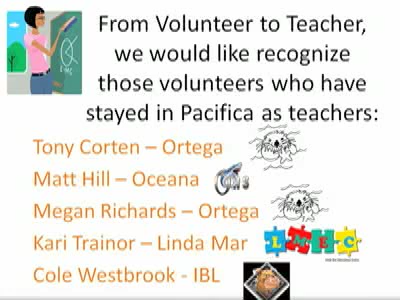 From Volunteer to Teacher,
we would like recognize
those volunteers who have
stayed in Pacifica as teachers:
Tony Corten – Ortega
Matt Hill – Oceana
Megan Richards – Ortega
Kari Trainor – Linda Mar
L M E C
Cole Westbrook - IBL